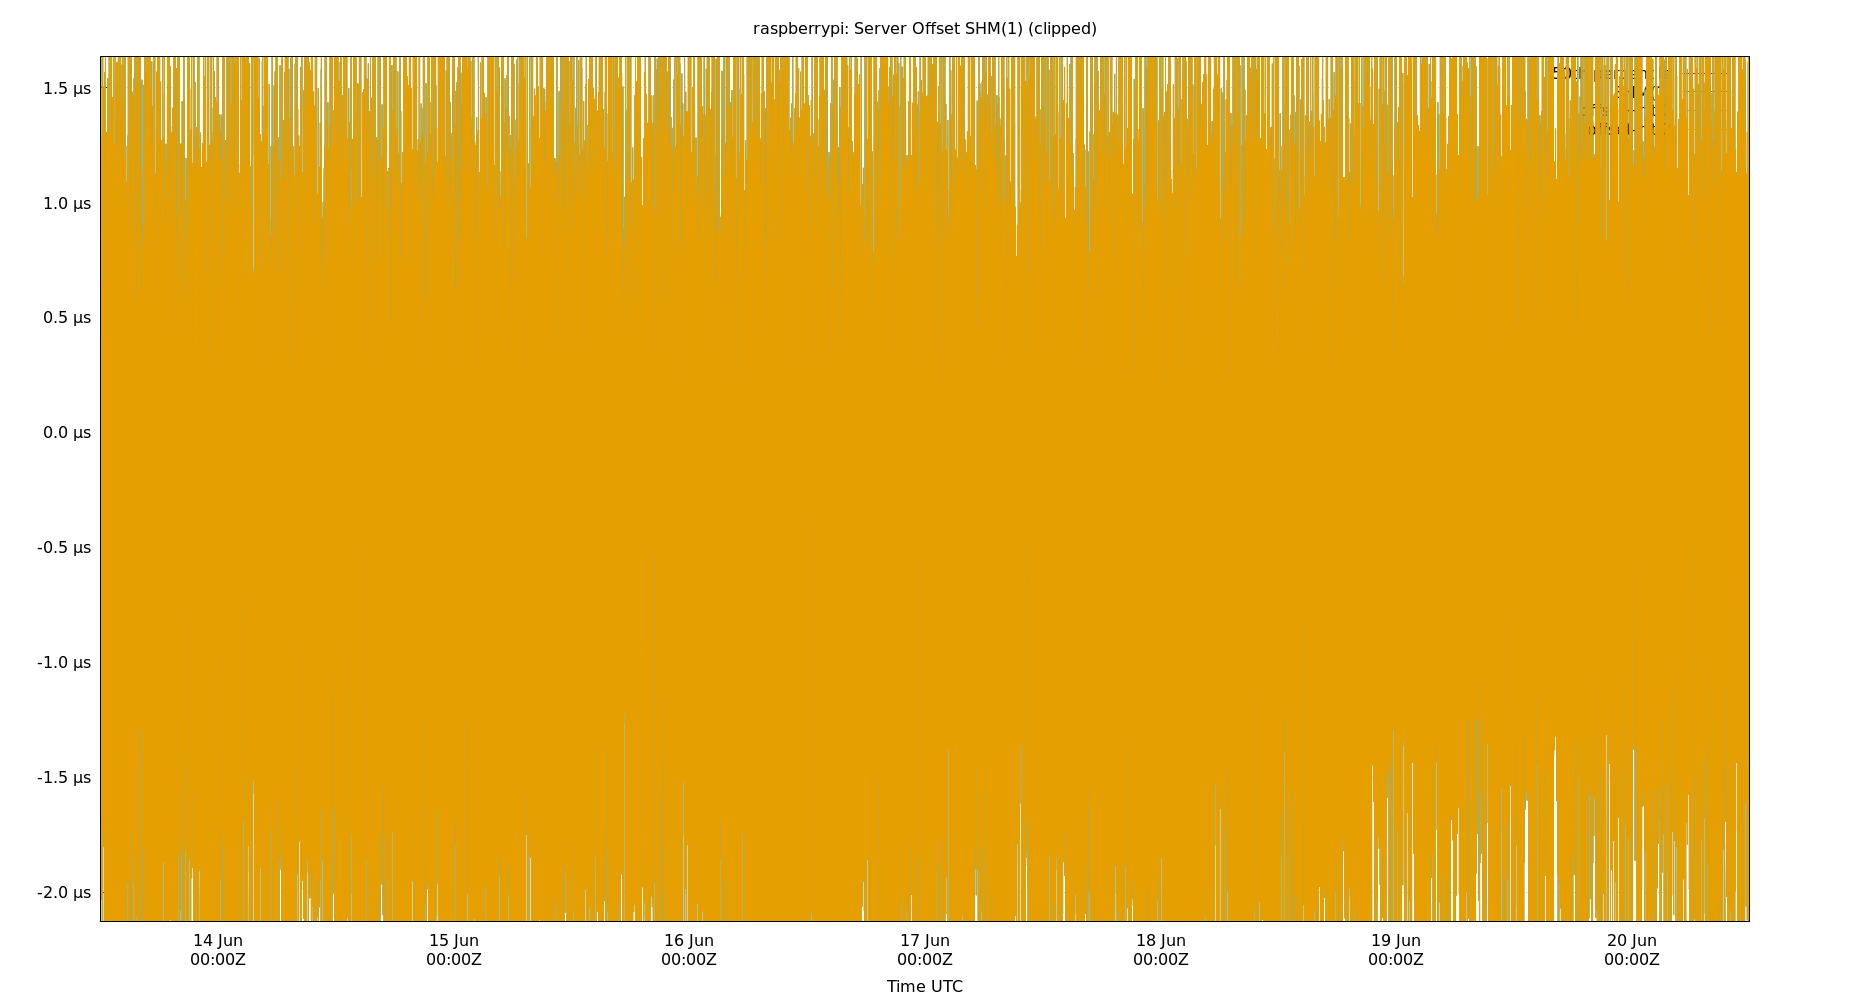 raspberrypi: Server Offset SHM(1) (clipped)
1.5 µs
1.0 µs
0.5 µs
0.0 µs
-0.5 µs
-1.0 µs
-1.5 µs
-2.0 µs
14 Jun 15 Jun 16 Jun 17 Jun 18 Jun 19 Jun 20 Jun
00:00Z 00:00Z 00:00Z 00:00Z 00:00Z 00:00Z 00:00Z
Time UTC